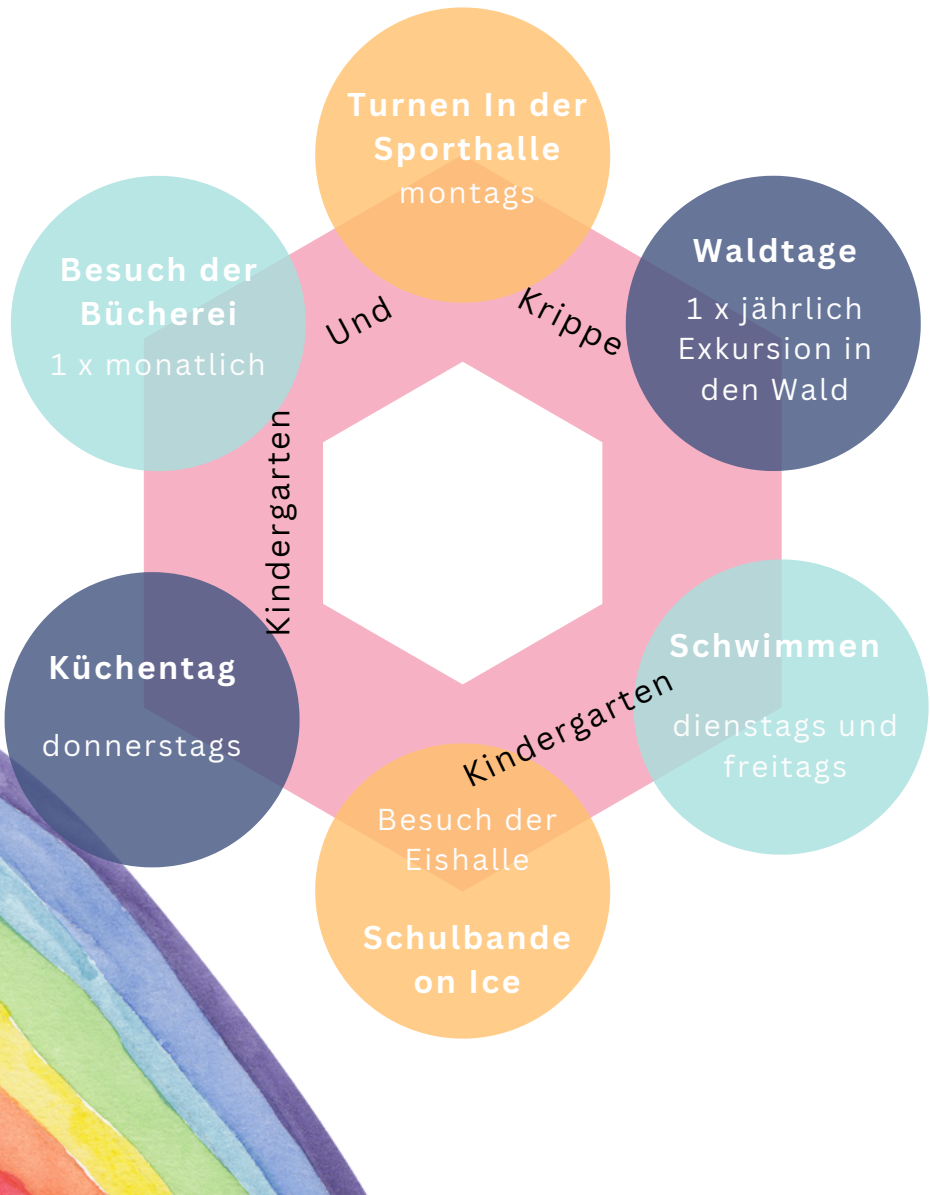 Turnen In der
Sporthalle
montags
Besuch der
Bücherei
1 x monatlich
Waldtage
1 x jährlich
Exkursion in
den Wald
Kindergarten
Und
Krippe
Küchentag
donnerstags
Schwimmen
dienstags und
freitags
Kindergarten
Besuch der
Eishalle
Schulbande
on Ice